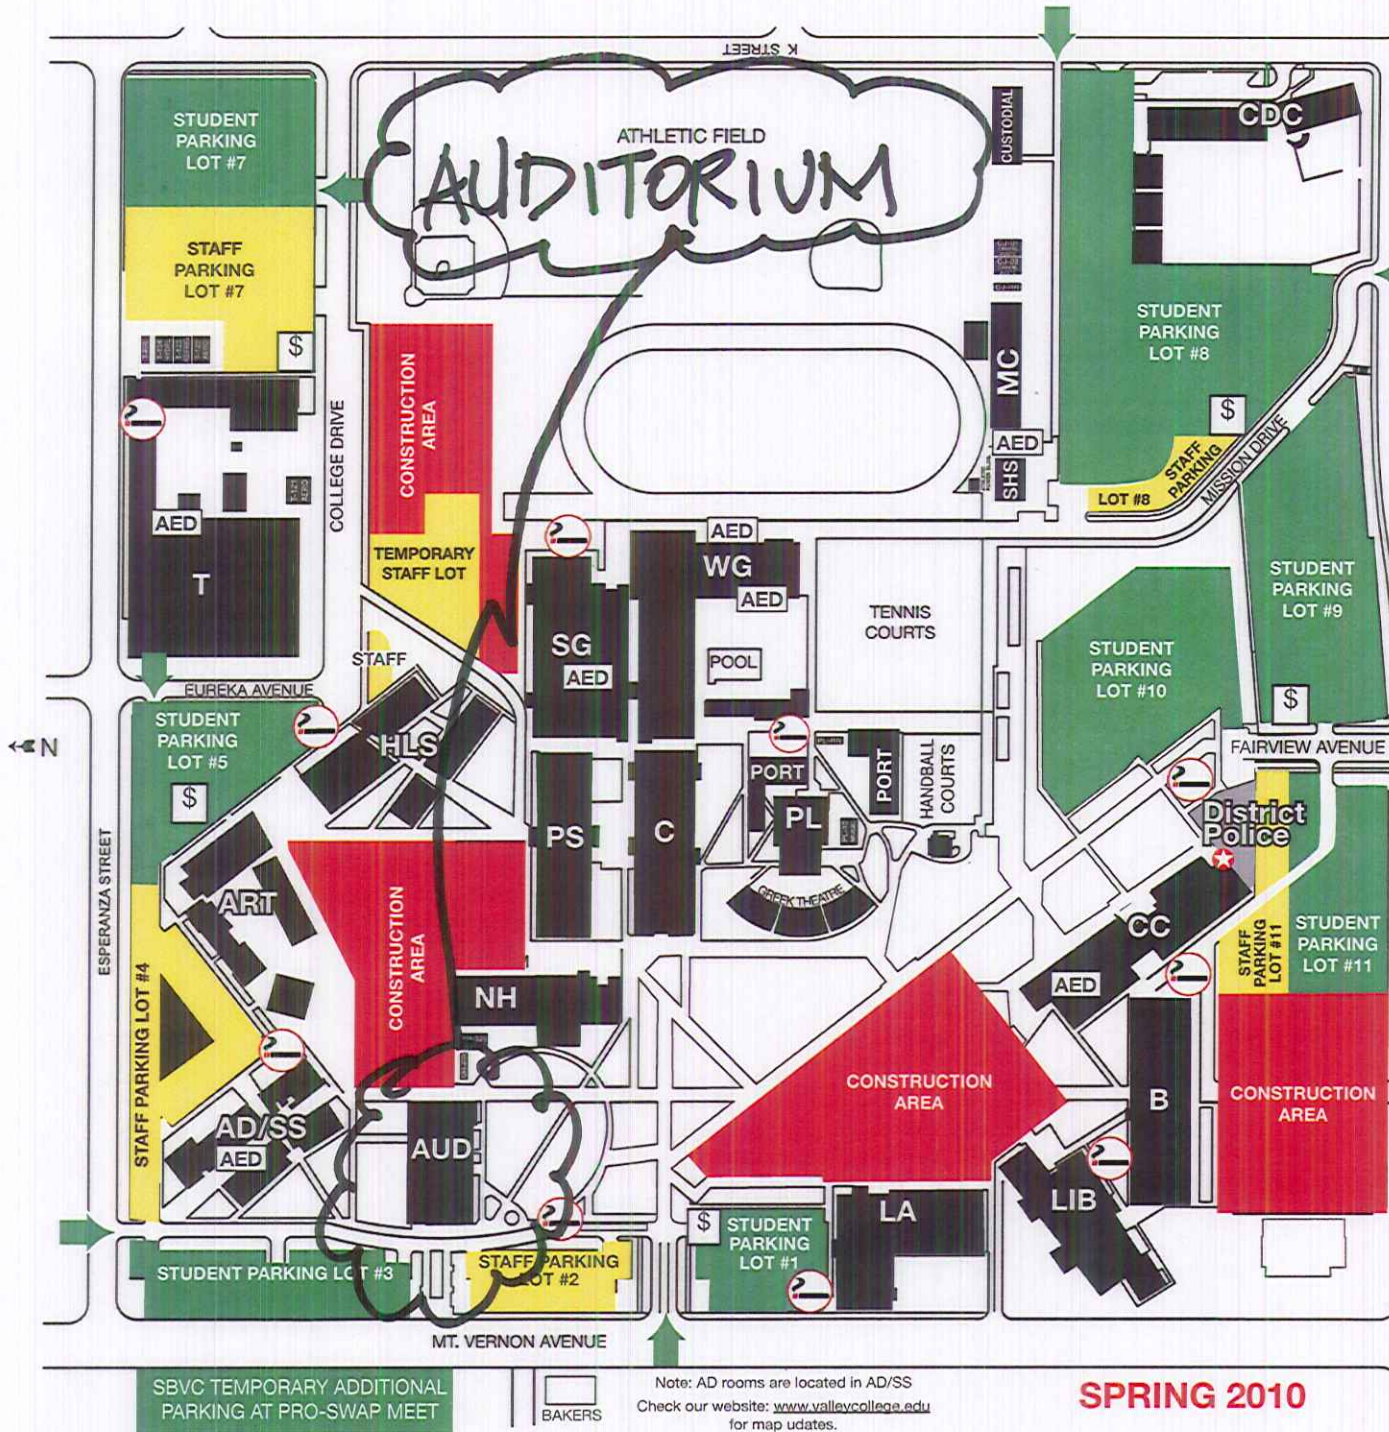 K STREET
STUDENT
PARKING
LOT #7
ATHLETIC FIELD
AUDITORIUM
CUSTODIAL
CDC
STAFF
PARKING
LOT #7
$
STUDENT
PARKING
LOT #8
CONSTRUCTION
AREA
MC
AED
SHS
$
STAFF
PARKING
LOT #8
MISSION DRIVE
COLLEGE DRIVE
AED
T
TEMPORARY
STAFF LOT
AED
WG
AED
SG
AED
POOL
TENNIS
COURTS
STUDENT
PARKING
LOT #9
STUDENT
PARKING
LOT #10
$
STAFF
EUREKA AVENUE
STUDENT
PARKING
LOT #5
$
HLS
N
FAIRVIEW AVENUE
PORT
PORT
HANDBALL
COURTS
PS
C
PL
GREEK THEATRE
District
Police
ESPERANZA STREET
ART
CONSTRUCTION
AREA
CC
AED
STAFF
PARKING
LOT #11
STUDENT
PARKING
LOT #11
STAFF PARKING LOT #4
NH
CONSTRUCTION
AREA
B
CONSTRUCTION
AREA
AD/SS
AED
AUD
LIB
LA
$
STUDENT
PARKING
LOT #1
STUDENT PARKING LOT #3
STAFF PARKING
LOT #2
MT. VERNON AVENUE
SBVC TEMPORARY ADDITIONAL
PARKING AT PRO-SWAP MEET
BAKERS
Note: AD rooms are located in AD/SS
Check our website: www.valleycollege.edu
for map udates.
SPRING 2010